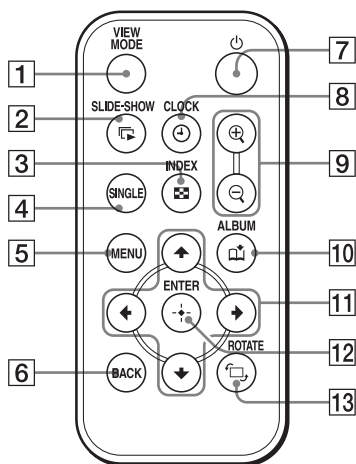 VIEW
MODE
1
7
8
SLIDE-SHOW
CLOCK
2
3
INDEX
9
SINGLE
4
ALBUM
5
MENU
10
ENTER
11
12
6
BACK
ROTATE
13